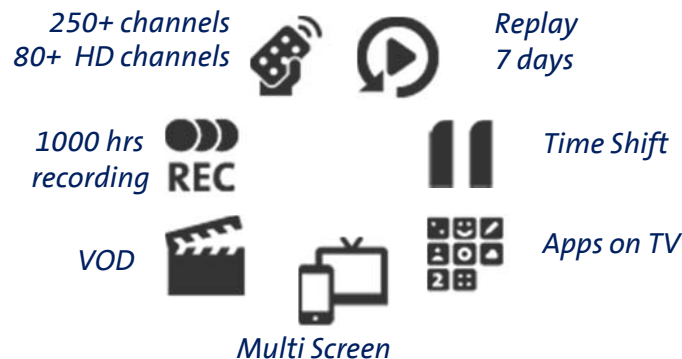 250+ channels
80+ HD channels
Replay
7 days
1000 hrs
recording
REC
Time Shift
VOD
Apps on TV
2
Multi Screen